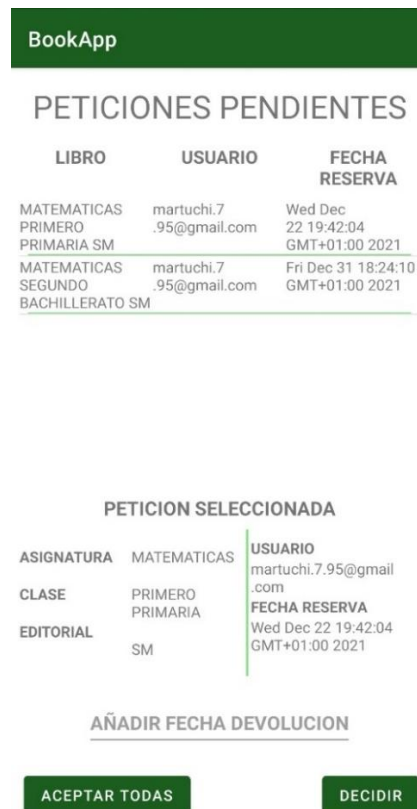 BookApp
PETICIONES PENDIENTES
LIBRO USUARIO FECHA RESERVA
MATEMATICAS martuchi.7 Wed Dec
PRIMERO .95@gmail.com 22 19:42:04
PRIMARIA SM GMT+01:00 2021
MATEMATICAS martuchi.7 Fri Dec 31 18:24:10
SEGUNDO .95@gmail.com GMT+01:00 2021
BACHILLERATO SM
PETICION SELECCIONADA
ASIGNATURA MATEMATICAS
CLASE PRIMERO
PRIMARIA
EDITORIAL
SM
USUARIO
martuchi.7.95@gmail
.com
FECHA RESERVA
Wed Dec 22 19:42:04
GMT+01:00 2021
AÑADIR FECHA DEVOLUCION
ACEPTAR TODAS DECIDIR